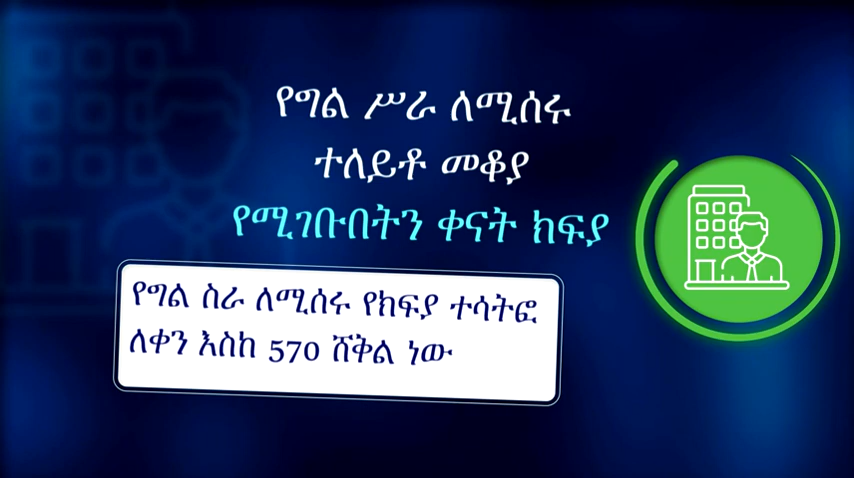 የግል ሥራ ለሚሰሩ
ተለይቶ መቆያ
የሚገቡበትን ቀናት ክፍያ
የግል ስራ ለሚሰሩ የክፍያ ተሳትፎ
ለቀን እስከ 570 ሸቅል ነው